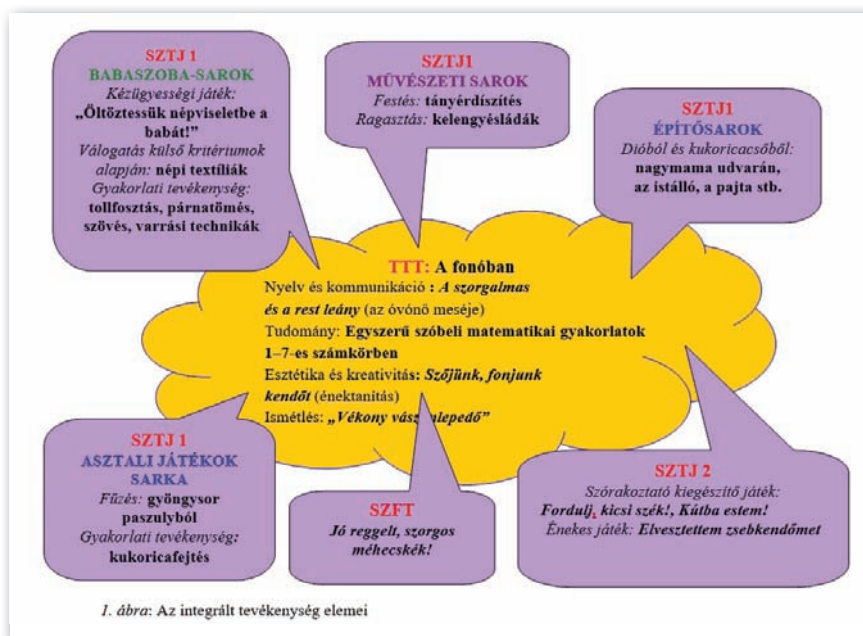 SZTJ 1
BABASZOBA-SAROK
Kézügyességi játék:
„Öltöztessük népviseletbe a
babát!”
Válogatás külső kritériumok
alapján: népi textíliák
Gyakorlati tevékenység:
tollfosztás, párnatömés,
szövés, varrási technikák
SZTJ1
MŰVÉSZETI SAROK
Festés: tányérdíszítés
Ragasztás: kelengyésládák
SZTJ1
ÉPÍTŐSAROK
Dióból és kukoricacsőből:
nagymama udvarán,
az istálló, a pajta stb.
TTT: A fonóban
Nyelv és kommunikáció : A szorgalmas
és a rest leány (az óvónő meséje)
Tudomány: Egyszerű szóbeli matematikai gyakorlatok
1–7-es számkörben
Esztétika és kreativitás: Szőjünk, fonjunk
kendőt (énektanítás)
Ismétlés: „Vékony
SZTJ 1
ASZTALI JÁTÉKOK
SARKA
Fűzés: gyöngysor
paszulyból
Gyakorlati tevékenység:
kukoricafejtés
SZFT
Jó reggelt, szorgos
méhecskék!
SZTJ 2
Szórakoztató kiegészítő játék:
Fordulj, kicsi szék!, Kútba estem!
Énekes játék: Elvesztettem zsebkendőmet
1. ábra: Az integrált tevékenység elemei